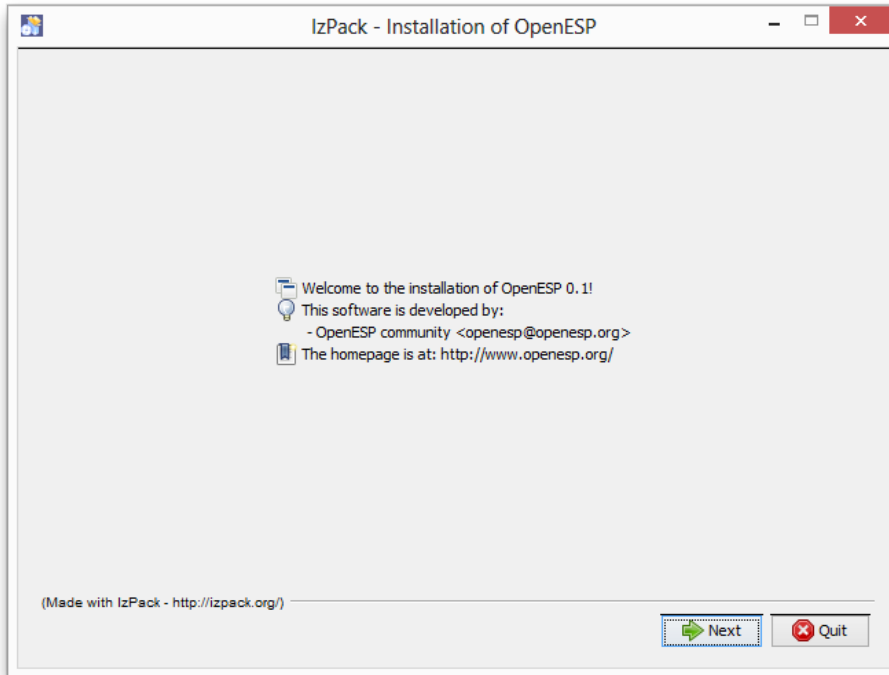 IzPack - Installation of OpenESP
Welcome to the installation of OpenESP 0.1!
This software is developed by:
- OpenESP community <openesp@openesp.org>
The homepage is at: http://www.openesp.org/
(Made with IzPack - http://izpack.org/)
Next
Quit